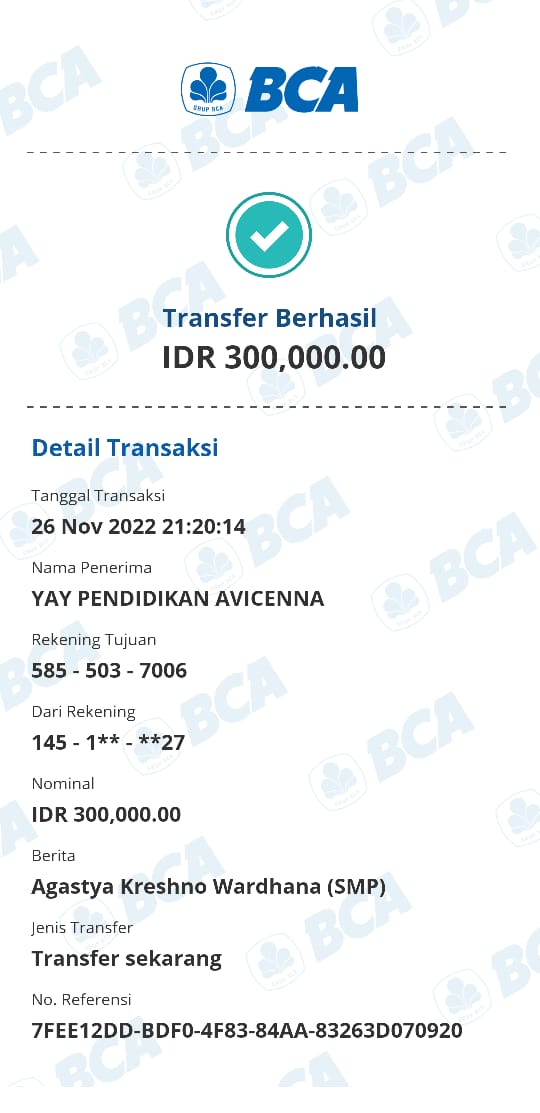 GRUP BCA
BCA
Transfer Berhasil
IDR 300,000.00
Detail Transaksi
Tanggal Transaksi
26 Nov 2022 21:20:14
Nama Penerima
YAY PENDIDIKAN AVICENNA
Rekening Tujuan
585 - 503 - 7006
Dari Rekening
145 - 1** - **27
Nominal
IDR 300,000.00
Berita
Agastya Kreshno Wardhana (SMP)
Jenis Transfer
Transfer sekarang
No. Referensi
7FEE12DD-BDF0-4F83-84AA-83263D070920